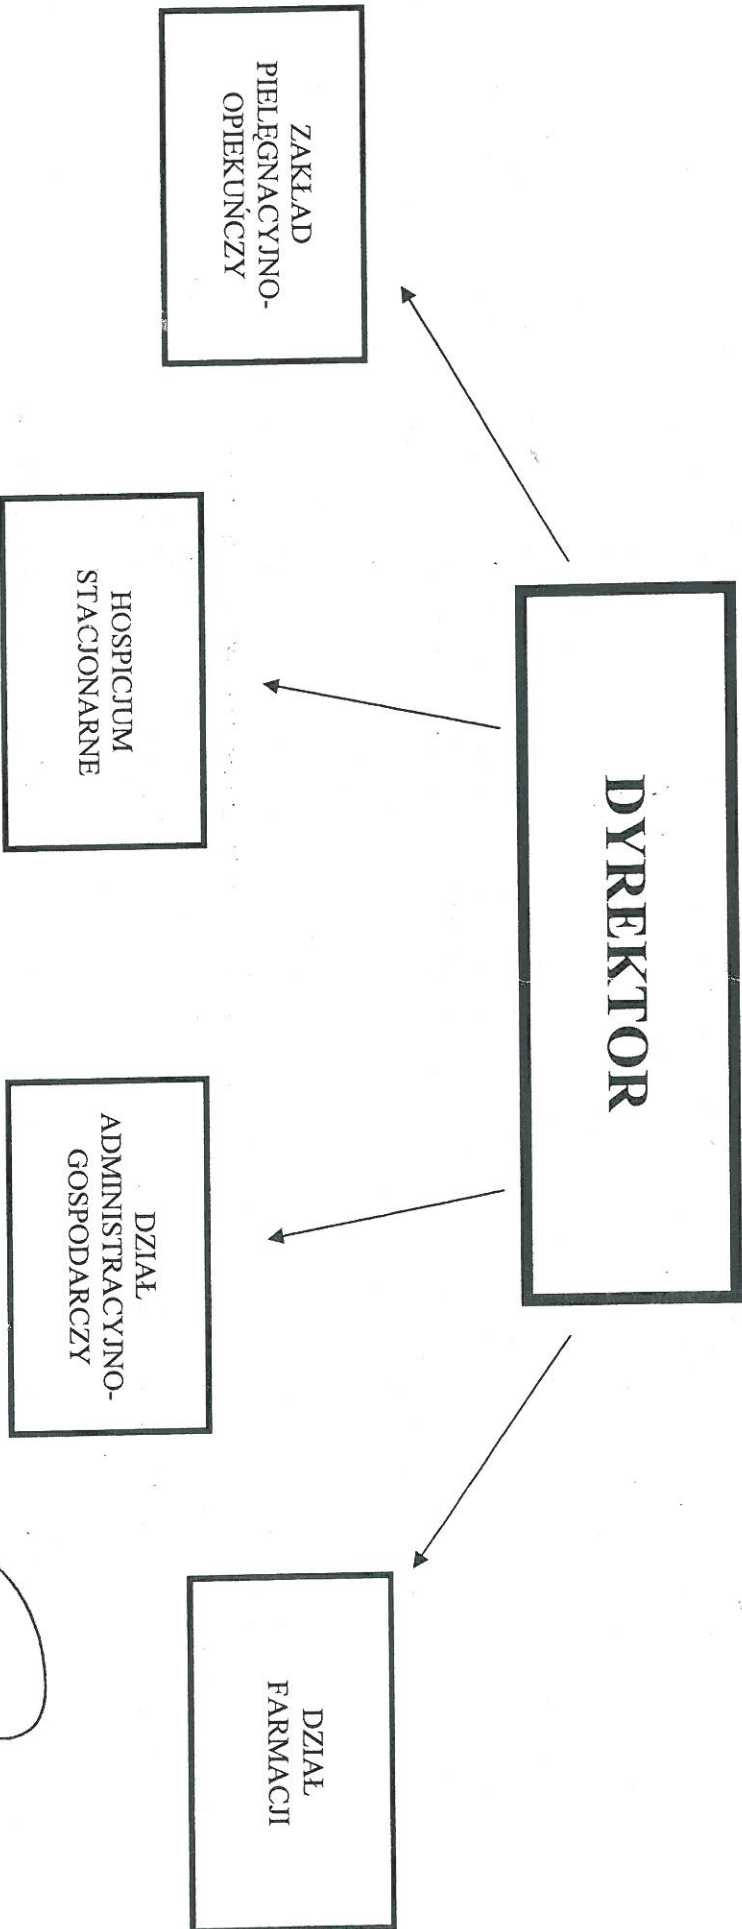 DYREKTOR
ZAKŁAD
PIELĘGNACYJNO-
OPIEKUŃCZY
HOSPICJUM
STACJONARNE
DZIAŁ
ADMINISTRACYJNO-
GOSPODARCZY
DZIAŁ
FARMACJI